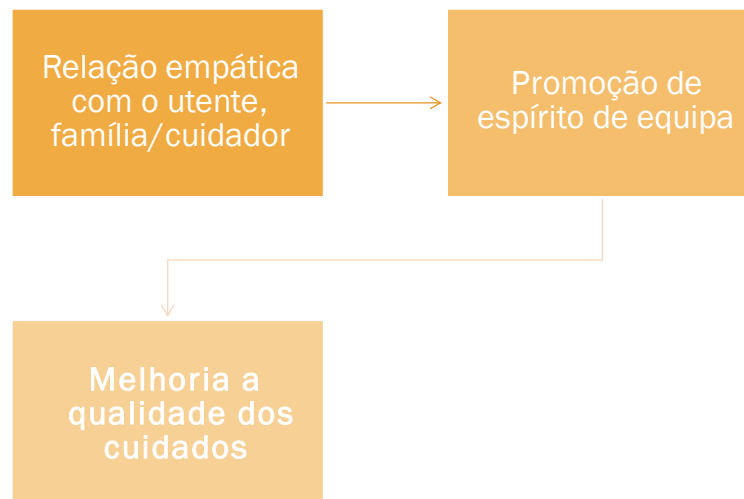 Relação empática
com o utente,
família/cuidador
Promoção de
espírito de equipa
Melhoria a
qualidade dos
cuidados